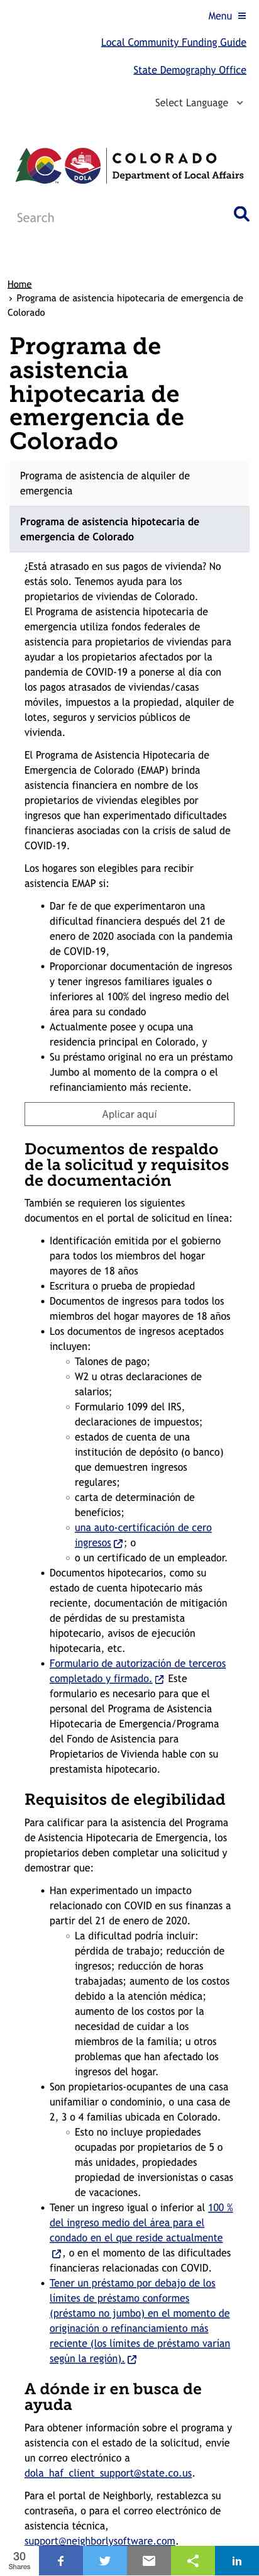 Menu
Local Community Funding Guide
State Demography Office
Select Language
C DOLA
COLORADO
Department of Local Affairs
Search
Home
› Programa de asistencia hipotecaria de emergencia de
Colorado
Programa de
asistencia
hipotecaria de
emergencia de
Colorado
Programa de asistencia de alquiler de
emergencia
Programa de asistencia hipotecaria de
emergencia de Colorado
¿Está atrasado en sus pagos de vivienda? No
estás solo. Tenemos ayuda para los
propietarios de viviendas de Colorado.
El Programa de asistencia hipotecaria de
emergencia utiliza fondos federales de
asistencia para propietarios de viviendas para
ayudar a los propietarios afectados por la
pandemia de COVID-19 a ponerse al día con
los pagos atrasados de viviendas/casas
móviles, impuestos a la propiedad, alquiler de
lotes, seguros y servicios públicos de
vivienda.
El Programa de Asistencia Hipotecaria de
Emergencia de Colorado (EMAP) brinda
asistencia financiera en nombre de los
propietarios de viviendas elegibles por
ingresos que han experimentado dificultades
financieras asociadas con la crisis de salud de
COVID-19.
Los hogares son elegibles para recibir
asistencia EMAP si:
• Dar fe de que experimentaron una
dificultad financiera después del 21 de
enero de 2020 asociada con la pandemia
de COVID-19,
• Proporcionar documentación de ingresos
y tener ingresos familiares iguales o
inferiores al 100% del ingreso medio del
área para su condado
• Actualmente posee y ocupa una
residencia principal en Colorado, y
• Su préstamo original no era un préstamo
Jumbo al momento de la compra o el
refinanciamiento más reciente.
Aplicar aquí
Documentos de respaldo
de la solicitud y requisitos
de documentación
También se requieren los siguientes
documentos en el portal de solicitud en línea:
• Identificación emitida por el gobierno
para todos los miembros del hogar
mayores de 18 años
• Escritura o prueba de propiedad
• Documentos de ingresos para todos los
miembros del hogar mayores de 18 años
• Los documentos de ingresos aceptados
incluyen:
◦ Talones de pago;
◦ W2 u otras declaraciones de
salarios;
◦ Formulario 1099 del IRS,
declaraciones de impuestos;
◦ estados de cuenta de una
institución de depósito (o banco)
que demuestren ingresos
regulares;
◦ carta de determinación de
beneficios;
◦ una auto-certificación de cero
ingresos ; o
◦ o un certificado de un empleador.
• Documentos hipotecarios, como su
estado de cuenta hipotecario más
reciente, documentación de mitigación
de pérdidas de su prestamista
hipotecario, avisos de ejecución
hipotecaria, etc.
• Formulario de autorización de terceros
completado y firmado. Este
formulario es necesario para que el
personal del Programa de Asistencia
Hipotecaria de Emergencia/Programa
del Fondo de Asistencia para
Propietarios de Vivienda hable con su
prestamista hipotecario.
Requisitos de elegibilidad
Para calificar para la asistencia del Programa
de Asistencia Hipotecaria de Emergencia, los
propietarios deben completar una solicitud y
demostrar que:
• Han experimentado un impacto
relacionado con COVID en sus finanzas a
partir del 21 de enero de 2020.
◦ La dificultad podría incluir:
pérdida de trabajo; reducción de
ingresos; reducción de horas
trabajadas; aumento de los costos
debido a la atención médica;
aumento de los costos por la
necesidad de cuidar a los
miembros de la familia; u otros
problemas que han afectado los
ingresos del hogar.
• Son propietarios-ocupantes de una casa
unifamiliar o condominio, o una casa de
2, 3 o 4 familias ubicada en Colorado.
◦ Esto no incluye propiedades
ocupadas por propietarios de 5 o
más unidades, propiedades
propiedad de inversionistas o casas
de vacaciones.
• Tener un ingreso igual o inferior al 100 %
del ingreso medio del área para el
condado en el que reside actualmente
, o en el momento de las dificultades
financieras relacionadas con COVID.
• Tener un préstamo por debajo de los
límites de préstamo conformes
(préstamo no jumbo) en el momento de
originación o refinanciamiento más
reciente (los límites de préstamo varían
según la región).
A dónde ir en busca de
ayuda
Para obtener información sobre el programa y
asistencia con el estado de la solicitud, envíe
un correo electrónico a
dola_haf_client_support@state.co.us.
Para el portal de Neighborly, restablezca su
contraseña, o para el correo electrónico de
asistencia técnica,
support@neighborlysoftware.com.
30
Shares